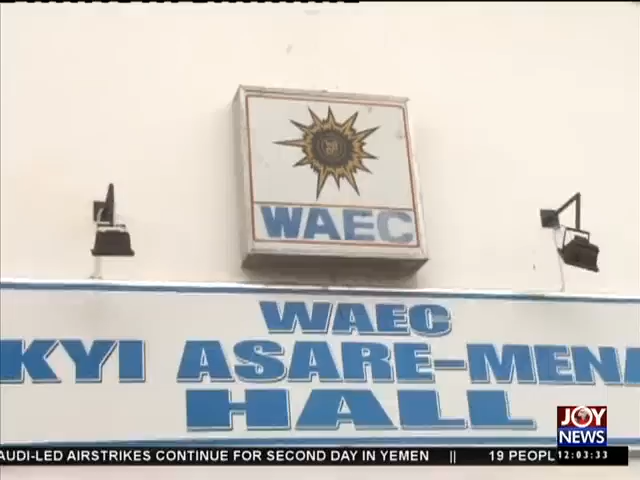 WAEC
WAEC
KYI ASARE-MEN
HALL
JOY
NEWS
AUDI-LED AIRSTRIKES CONTINUE FOR SECOND DAY IN YEMEN || 19 PEOPL
12:03:33